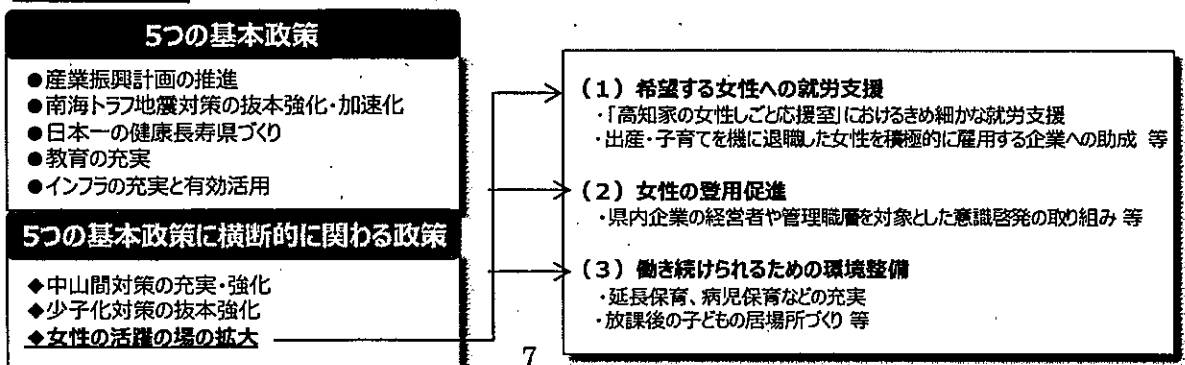 5つの基本政策
●産業振興計画の推進
●南海トラフ地震対策の抜本強化・加速化
●日本一の健康長寿県づくり
●教育の充実
●インフラの充実と有効活用
5つの基本政策に横断的に関わる政策
◆中山間対策の充実・強化
◆少子化対策の抜本強化
◆女性の活躍の場の拡大
(1)希望する女性への就労支援
・「高知家の女性しごと応援室」におけるきめ細かな就労支援
・出産・子育てを機に退職した女性を積極的に雇用する企業への助成 等
(2)女性の登用促進
・県内企業の経営者や管理職層を対象とした意識啓発の取り組み 等
(3)働き続けられるための環境整備
・延長保育、病児保育などの充実
・放課後の子どもの居場所づくり 等
7